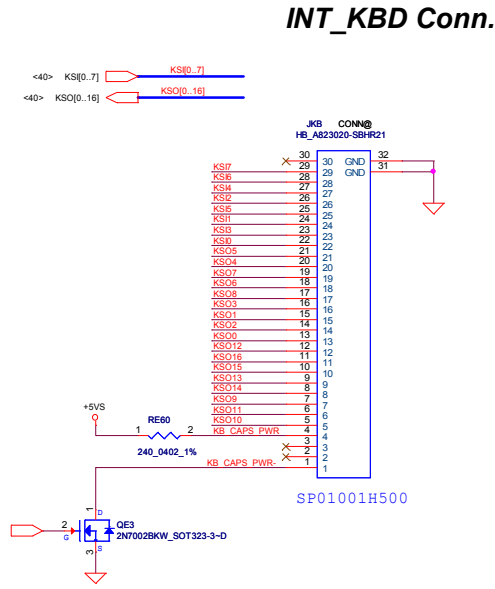 INT_KBD Conn.
<40> KSI[0..7] KSI[0..7]
<40> KSO[0..16] KSO[0..16]
JKB CONN@
HB_A823020-SBHR21
30 30 GND 32
KSI7 29 29 GND 31
KSI6 28 28
KSI4 27 27
KSI2 26 26
KSI5 25 25
KSI1 24 24
KSI3 23 23
KSI0 22 22
KSO5 21 21
KSO4 20 20
KSO7 19 19
KSO6 18 18
KSO8 17 17
KSO3 16 16
KSO1 15 15
KSO2 14 14
KSO0 13 13
KSO12 12 12
KSO16 11 11
KSO15 10 10
KSO13 9 9
KSO14 8 8
KSO9 7 7
KSO11 6 6
KSO10 5 5
+5VS
RE60
1 2 KB_CAPS_PWR 4 4
240_0402_1%
3 3
2 2
KB_CAPS_PWR- 1 1
SP01001H500
1 D
2 G
QE3
2N7002BKW_SOT323-3~D
3 S